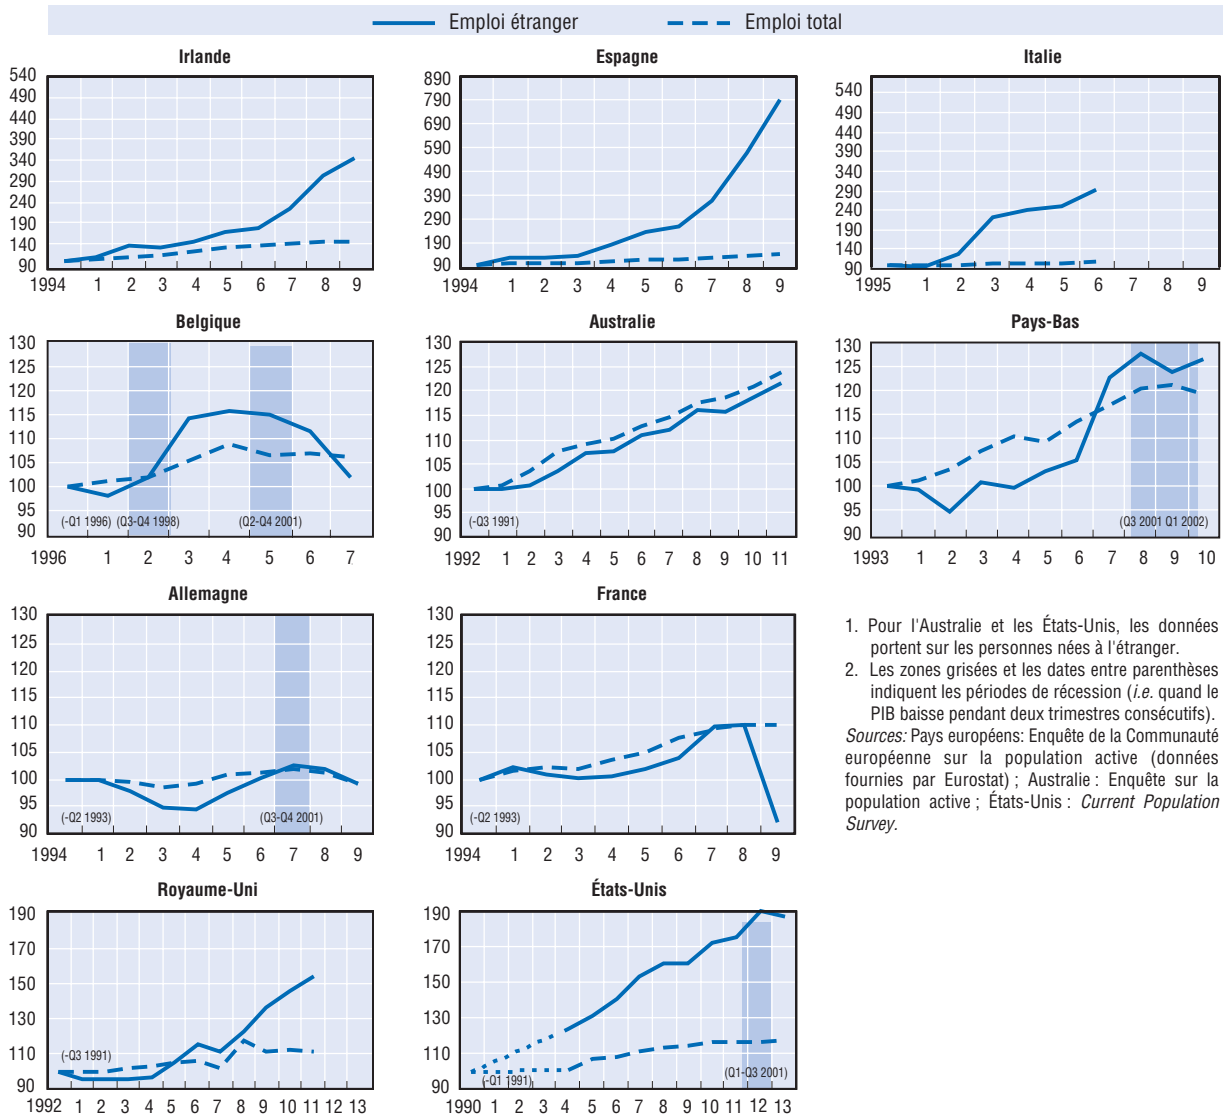 Emploi étranger Emploi total
Irlande
540
490
440
390
340
290
240
190
140
90
1994 1 2 3 4 5 6 7 8 9
Espagne
890
790
690
590
490
390
290
190
90
1994 1 2 3 4 5 6 7 8 9
Italie
540
490
440
390
340
290
240
190
140
90
1995 1 2 3 4 5 6 7 8 9
Belgique
130
125
120
115
110
105
100
95
90
(-Q1 1996) (Q3-Q4 1998) (Q2-Q4 2001)
1996 1 2 3 4 5 6 7
Australie
130
125
120
115
110
105
100
95
90
(-Q3 1991)
1992 1 2 3 4 5 6 7 8 9 10 11
Pays-Bas
130
125
120
115
110
105
100
95
90
(Q3 2001 Q1 2002)
1993 1 2 3 4 5 6 7 8 9 10
Allemagne
130
125
120
115
110
105
100
95
90
(-Q2 1993) (Q3-Q4 2001)
1994 1 2 3 4 5 6 7 8 9
France
130
125
120
115
110
105
100
95
90
(-Q2 1993)
1994 1 2 3 4 5 6 7 8 9
1. Pour l'Australie et les États-Unis, les données
portent sur les personnes nées à l'étranger.
2. Les zones grisées et les dates entre parenthèses
indiquent les périodes de récession (i.e. quand le
PIB baisse pendant deux trimestres consécutifs).
Sources: Pays européens: Enquête de la Communauté
européenne sur la population active (données
fournies par Eurostat) ; Australie : Enquête sur la
population active ; États-Unis : Current Population
Survey.
Royaume-Uni
190
170
150
130
110
90
(-Q3 1991)
1992 1 2 3 4 5 6 7 8 9 10 11 12 13
États-Unis
190
170
150
130
110
90
(-Q1 1991) (Q1-Q3 2001)
1990 1 2 3 4 5 6 7 8 9 10 11 12 13